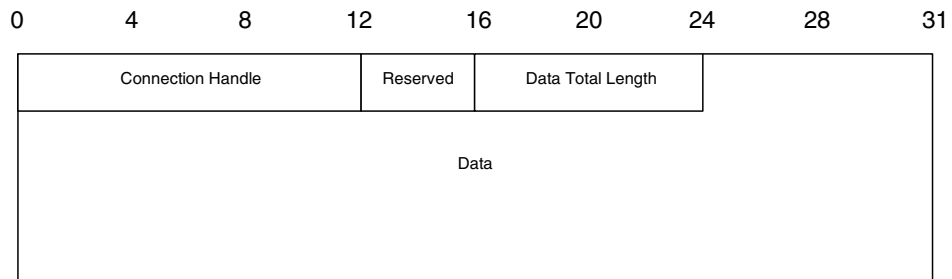 0 4 8 12 16 20 24 28 31
Connection Handle Reserved Data Total Length
Data